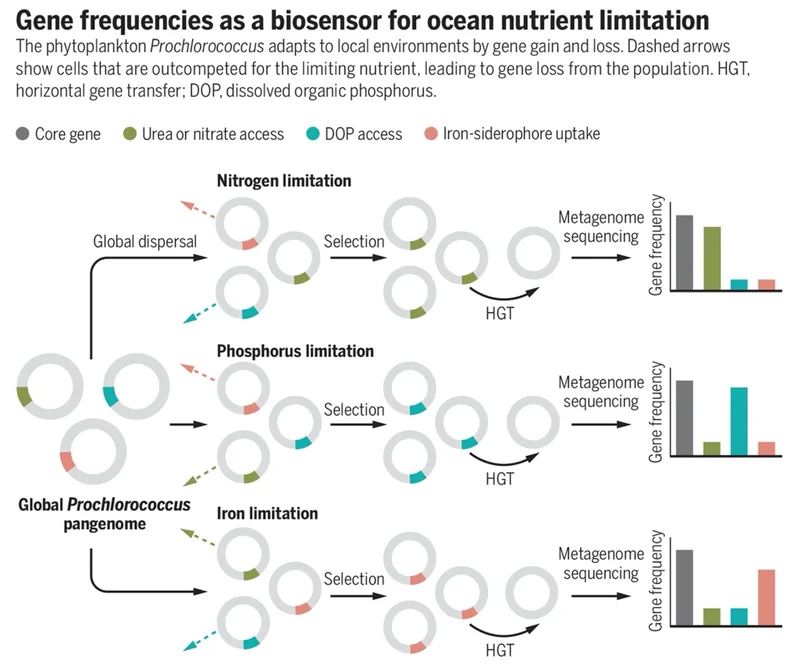 Gene frequencies as a biosensor for ocean nutrient limitation
The phytoplankton Prochlorococcus adapts to local environments by gene gain and loss. Dashed arrows
show cells that are outcompeted for the limiting nutrient, leading to gene loss from the population. HGT,
horizontal gene transfer; DOP, dissolved organic phosphorus.
Core gene
Urea or nitrate access
DOP access
Iron-siderophore uptake
Nitrogen limitation
Global dispersal
Selection
HGT
Metagenome
sequencing
Gene frequency
Phosphorus limitation
Selection
HGT
Metagenome
sequencing
Gene frequency
Global Prochlorococcus
pangenome
Iron limitation
Selection
HGT
Metagenome
sequencing
Gene frequency